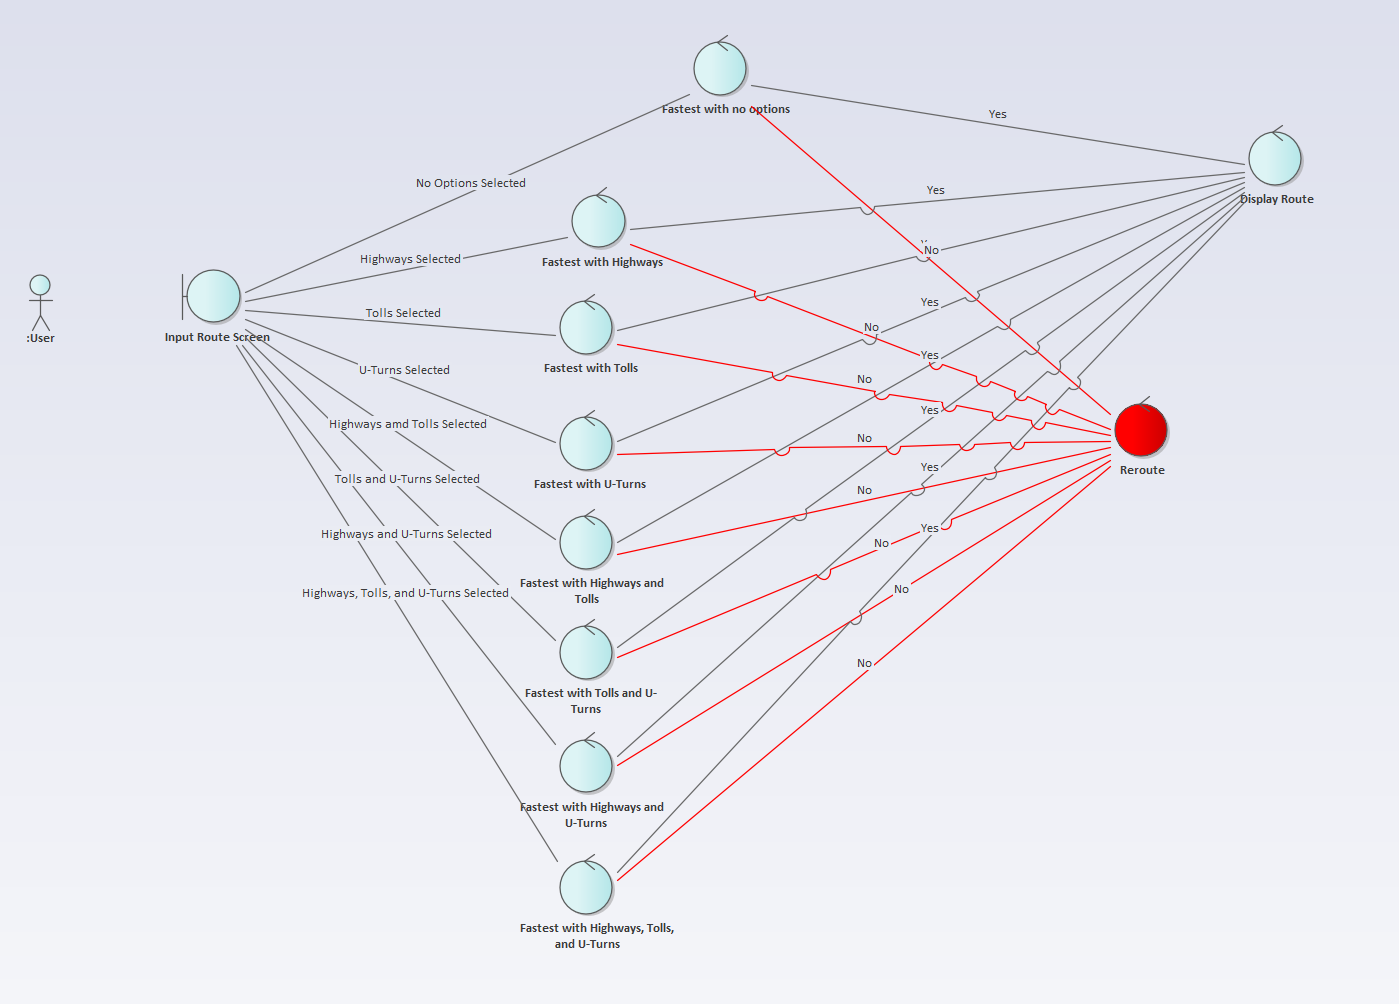 Fastest with no options
Yes
Display Route
No Options Selected
Yes
Highways Selected
Fastest with Highways
No
:User
Input Route Screen
Tolls Selected
Yes
No
Fastest with Tolls
U-Turns Selected
Yes
No
Highways amd Tolls Selected
Yes
No
Reroute
Fastest with U-Turns
Tolls and U-Turns Selected
Yes
No
Highways and U-Turns Selected
Yes
No
Fastest with Highways and
Tolls
Highways, Tolls, and U-Turns Selected
No
Fastest with Tolls and U-
Turns
No
Fastest with Highways and
U-Turns
Fastest with Highways, Tolls,
and U-Turns